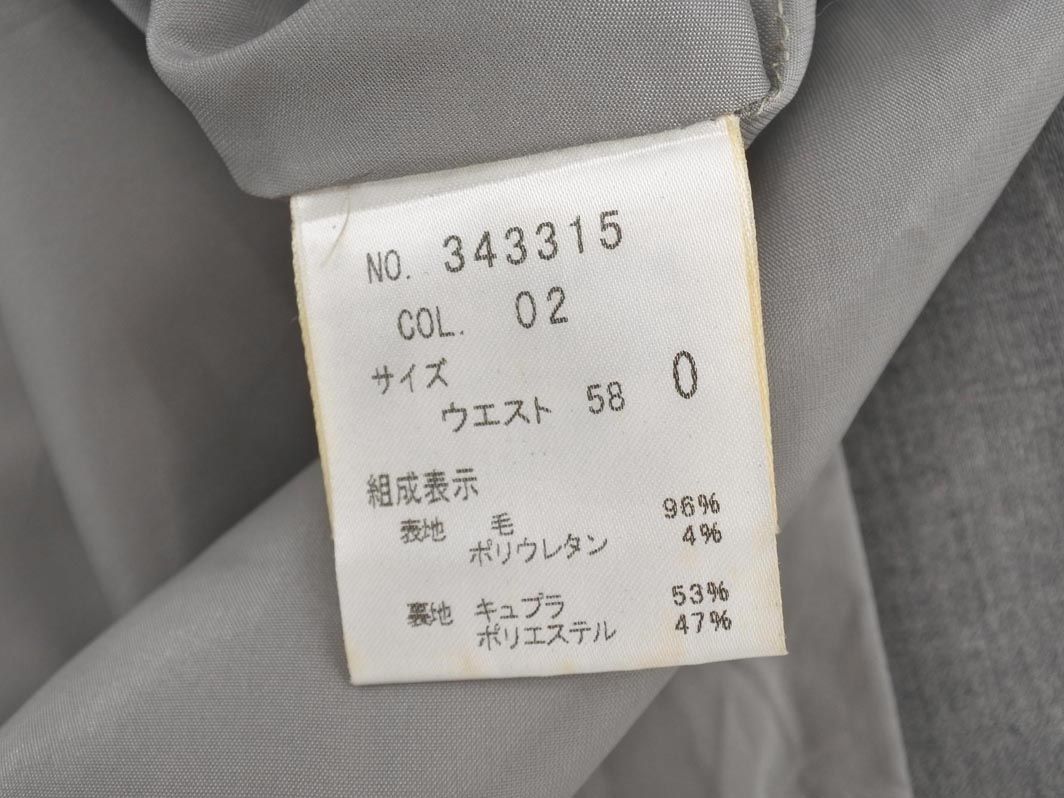 NO. 343315
COL. 02
サイズ
ウエスト 58 0
組成表示
表地 毛 96%
ポリウレタン 4%
裏地 キュプラ 53%
ポリエステル 47%